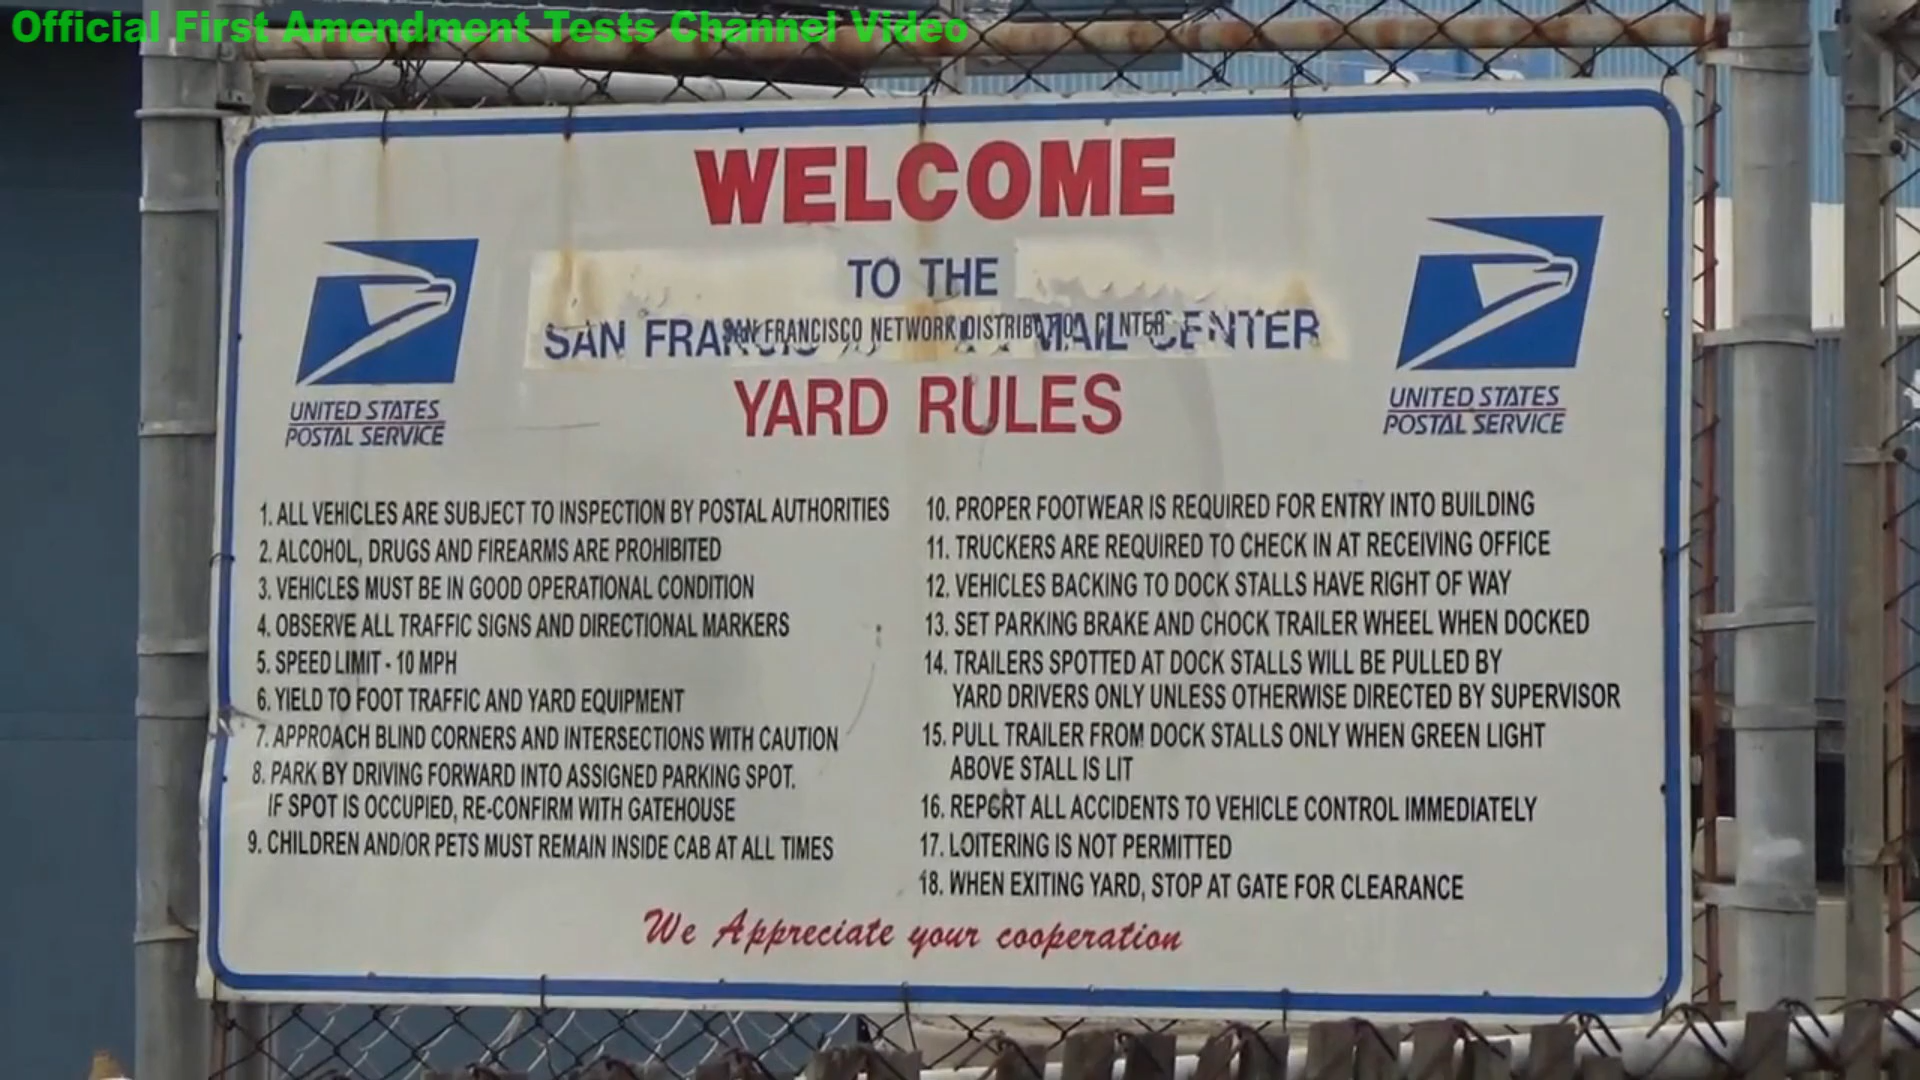 Official First Amendment Tests Channel Video
WELCOME
TO THE
SAN FRANCISCO NETWORK DISTRIBUTION CENTER
SAN MAIL CENTER
YARD RULES
UNITED STATES
POSTAL SERVICE
UNITED STATES
POSTAL SERVICE
1. ALL VEHICLES ARE SUBJECT TO INSPECTION BY POSTAL AUTHORITIES
2. ALCOHOL, DRUGS AND FIREARMS ARE PROHIBITED
3. VEHICLES MUST BE IN GOOD OPERATIONAL CONDITION
4. OBSERVE ALL TRAFFIC SIGNS AND DIRECTIONAL MARKERS
5. SPEED LIMIT - 10 MPH
6. YIELD TO FOOT TRAFFIC AND YARD EQUIPMENT
7. APPROACH BLIND CORNERS AND INTERSECTIONS WITH CAUTION
8. PARK BY DRIVING FORWARD INTO ASSIGNED PARKING SPOT.
IF SPOT IS OCCUPIED, RE-CONFIRM WITH GATEHOUSE
9. CHILDREN AND/OR PETS MUST REMAIN INSIDE CAB AT ALL TIMES
10. PROPER FOOTWEAR IS REQUIRED FOR ENTRY INTO BUILDING
11. TRUCKERS ARE REQUIRED TO CHECK IN AT RECEIVING OFFICE
12. VEHICLES BACKING TO DOCK STALLS HAVE RIGHT OF WAY
13. SET PARKING BRAKE AND CHOCK TRAILER WHEEL WHEN DOCKED
14. TRAILERS SPOTTED AT DOCK STALLS WILL BE PULLED BY
YARD DRIVERS ONLY UNLESS OTHERWISE DIRECTED BY SUPERVISOR
15. PULL TRAILER FROM DOCK STALLS ONLY WHEN GREEN LIGHT
ABOVE STALL IS LIT
16. REPORT ALL ACCIDENTS TO VEHICLE CONTROL IMMEDIATELY
17. LOITERING IS NOT PERMITTED
18. WHEN EXITING YARD, STOP AT GATE FOR CLEARANCE
We Appreciate your cooperation